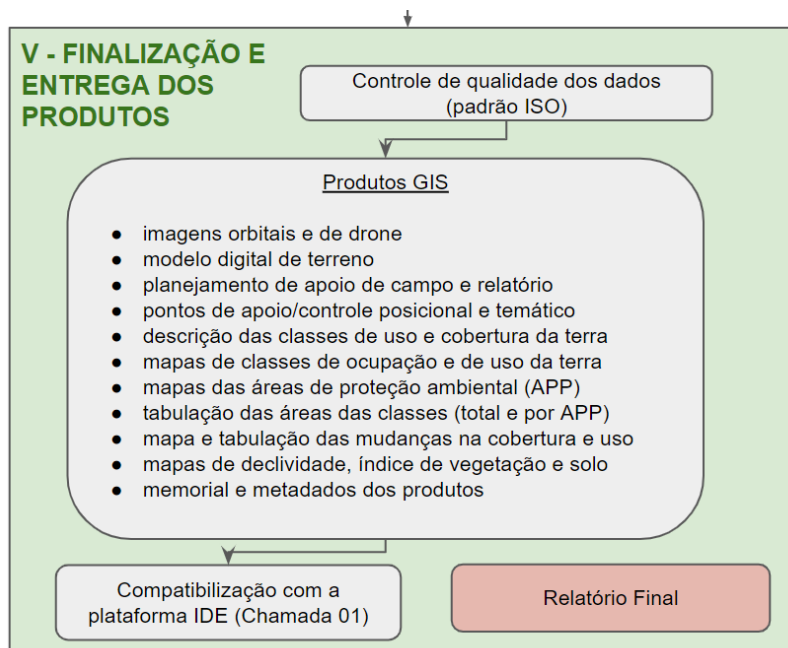 V - FINALIZAÇÃO E
ENTREGA DOS
PRODUTOS
Controle de qualidade dos dados
(padrão ISO)
Produtos GIS
● imagens orbitais e de drone
● modelo digital de terreno
● planejamento de apoio de campo e relatório
● pontos de apoio/controle posicional e temático
● descrição das classes de uso e cobertura da terra
● mapas de classes de ocupação e de uso da terra
● mapas das áreas de proteção ambiental (APP)
● tabulação das áreas das classes (total e por APP)
● mapa e tabulação das mudanças na cobertura e uso
● mapas de declividade, índice de vegetação e solo
● memorial e metadados dos produtos
Compatibilização com a
plataforma IDE (Chamada 01)
Relatório Final